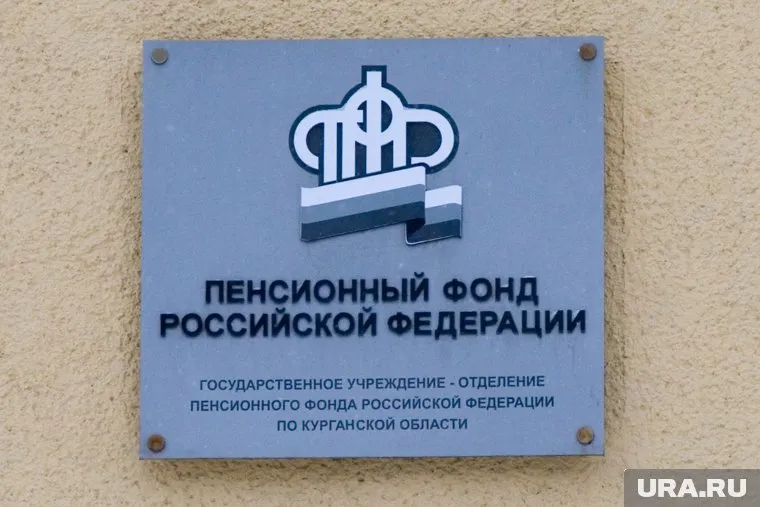 ПФР
ПЕНСИОННЫЙ ФОНД
РОССИЙСКОЙ ФЕДЕРАЦИИ
ГОСУДАРСТВЕННОЕ УЧРЕЖДЕНИЕ - ОТДЕЛЕНИЕ
ПЕНСИОННОГО ФОНДА РОССИЙСКОЙ ФЕДЕРАЦИИ
ПО КУРГАНСКОЙ ОБЛАСТИ
URA.RU